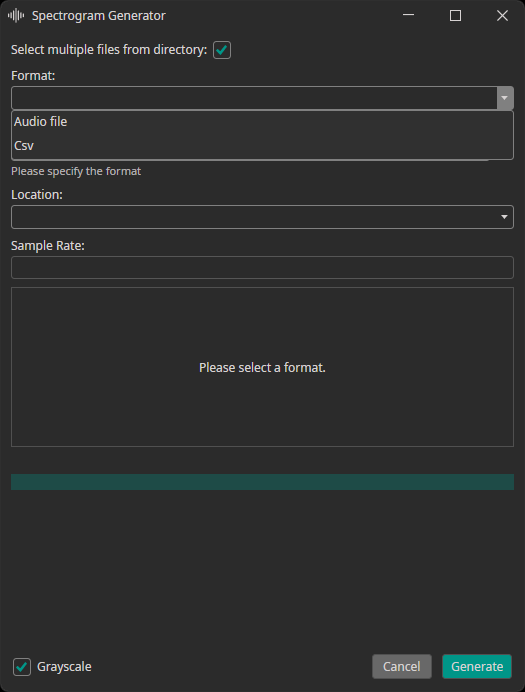 Spectrogram Generator
Select multiple files from directory:
Format:
Audio file
Csv
Please specify the format
Location:
Sample Rate:
Please select a format.
Grayscale
Cancel
Generate